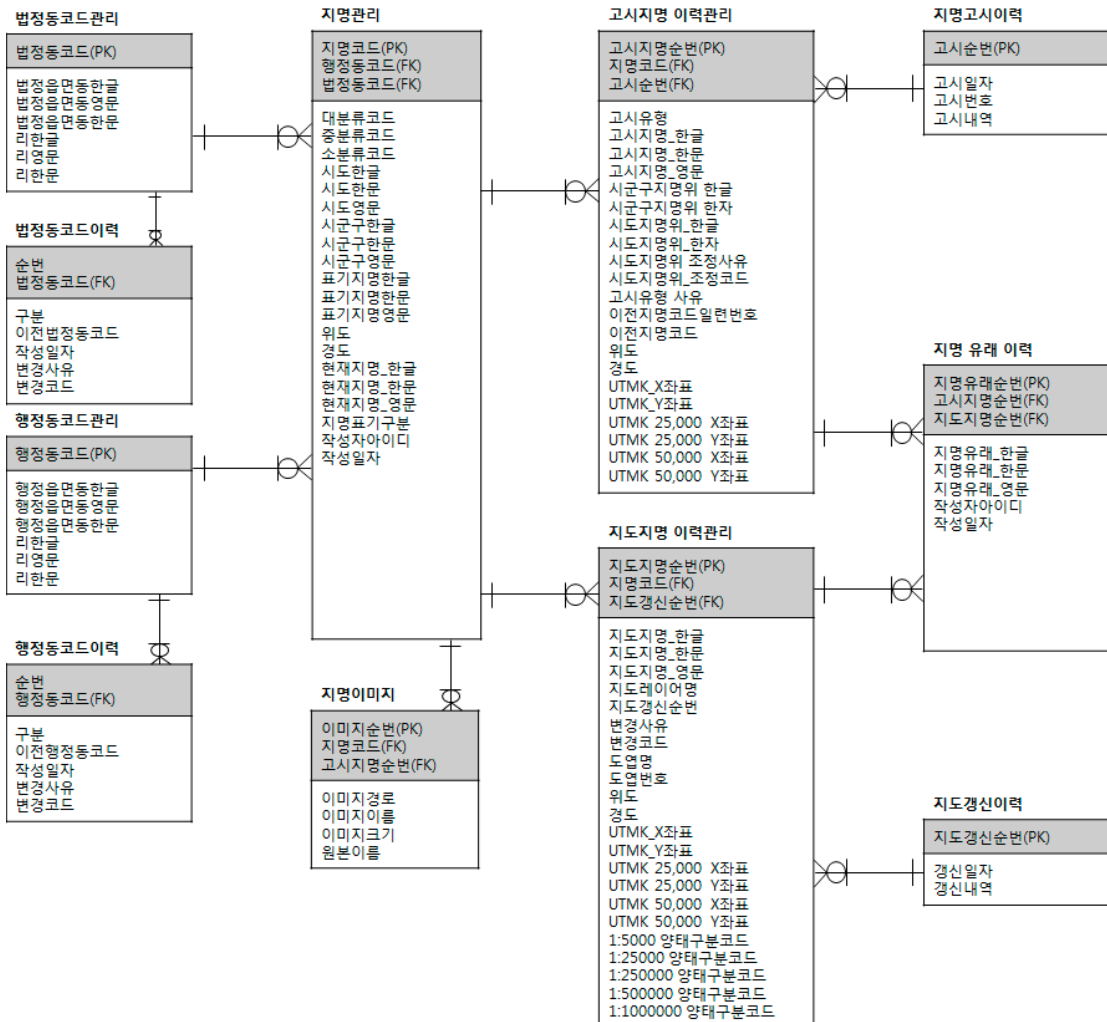 법정동코드관리
법정동코드(PK)
법정읍면동한글
법정읍면동영문
법정읍면동한문
리한글
리영문
리한문
법정동코드이력
순번
법정동코드(FK)
구분
이전법정동코드
작성일자
변경사유
변경코드
행정동코드관리
행정동코드(PK)
행정읍면동한글
행정읍면동영문
행정읍면동한문
리한글
리영문
리한문
행정동코드이력
순번
행정동코드(FK)
구분
이전행정동코드
작성일자
변경사유
변경코드
지명관리
지명코드(PK)
행정동코드(FK)
법정동코드(FK)
대분류코드
중분류코드
소분류코드
시도한글
시도한문
시도영문
시군구한글
시군구한문
시군구영문
표기지명한글
표기지명한문
표기지명영문
위도
경도
현재지명_한글
현재지명_한문
현재지명_영문
지명표기구분
작성자아이디
작성일자
지명이미지
이미지순번(PK)
지명코드(FK)
고시지명순번(FK)
이미지경로
이미지이름
이미지크기
원본이름
고시지명 이력관리
고시지명순번(PK)
지명코드(FK)
고시순번(FK)
고시유형
고시지명_한글
고시지명_한문
고시지명_영문
시군구지명위 한글
시군구지명위 한자
시도지명위_한글
시도지명위_한자
시도지명위 조정사유
시도지명위_조정코드
고시유형 사유
이전지명코드일련번호
이전지명코드
위도
경도
UTMK_X좌표
UTMK_Y좌표
UTMK 25,000 X좌표
UTMK 25,000 Y좌표
UTMK 50,000 X좌표
UTMK 50,000 Y좌표
지도지명 이력관리
지도지명순번(PK)
지명코드(FK)
지도갱신순번(FK)
지도지명_한글
지도지명_한문
지도지명_영문
지도레이어명
지도갱신순번
변경사유
변경코드
도엽명
도엽번호
위도
경도
UTMK_X좌표
UTMK_Y좌표
UTMK 25,000 X좌표
UTMK 25,000 Y좌표
UTMK 50,000 X좌표
UTMK 50,000 Y좌표
1:5000 양태구분코드
1:25000 양태구분코드
1:250000 양태구분코드
1:500000 양태구분코드
1:1000000 양태구분코드
지명고시이력
고시순번(PK)
고시일자
고시번호
고시내역
지명 유래 이력
지명유래순번(PK)
고시지명순번(FK)
지도지명순번(FK)
지명유래_한글
지명유래_한문
지명유래_영문
작성자아이디
작성일자
지도갱신이력
지도갱신순번(PK)
갱신일자
갱신내역